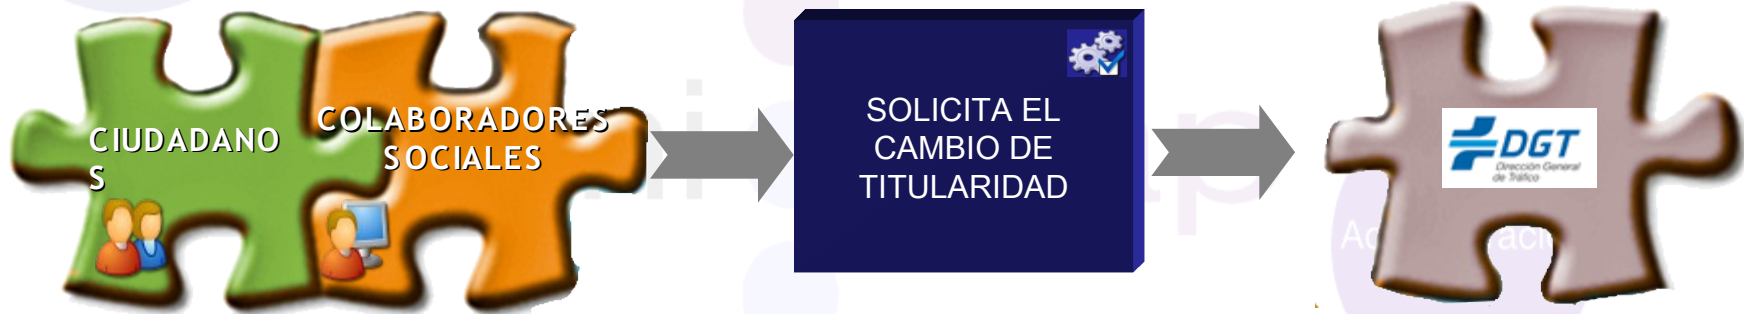 CIUDADANO
S
COLABORADORES
SOCIALES
SOLICITA EL
CAMBIO DE
TITULARIDAD
DGT
Dirección General
de Tráfico